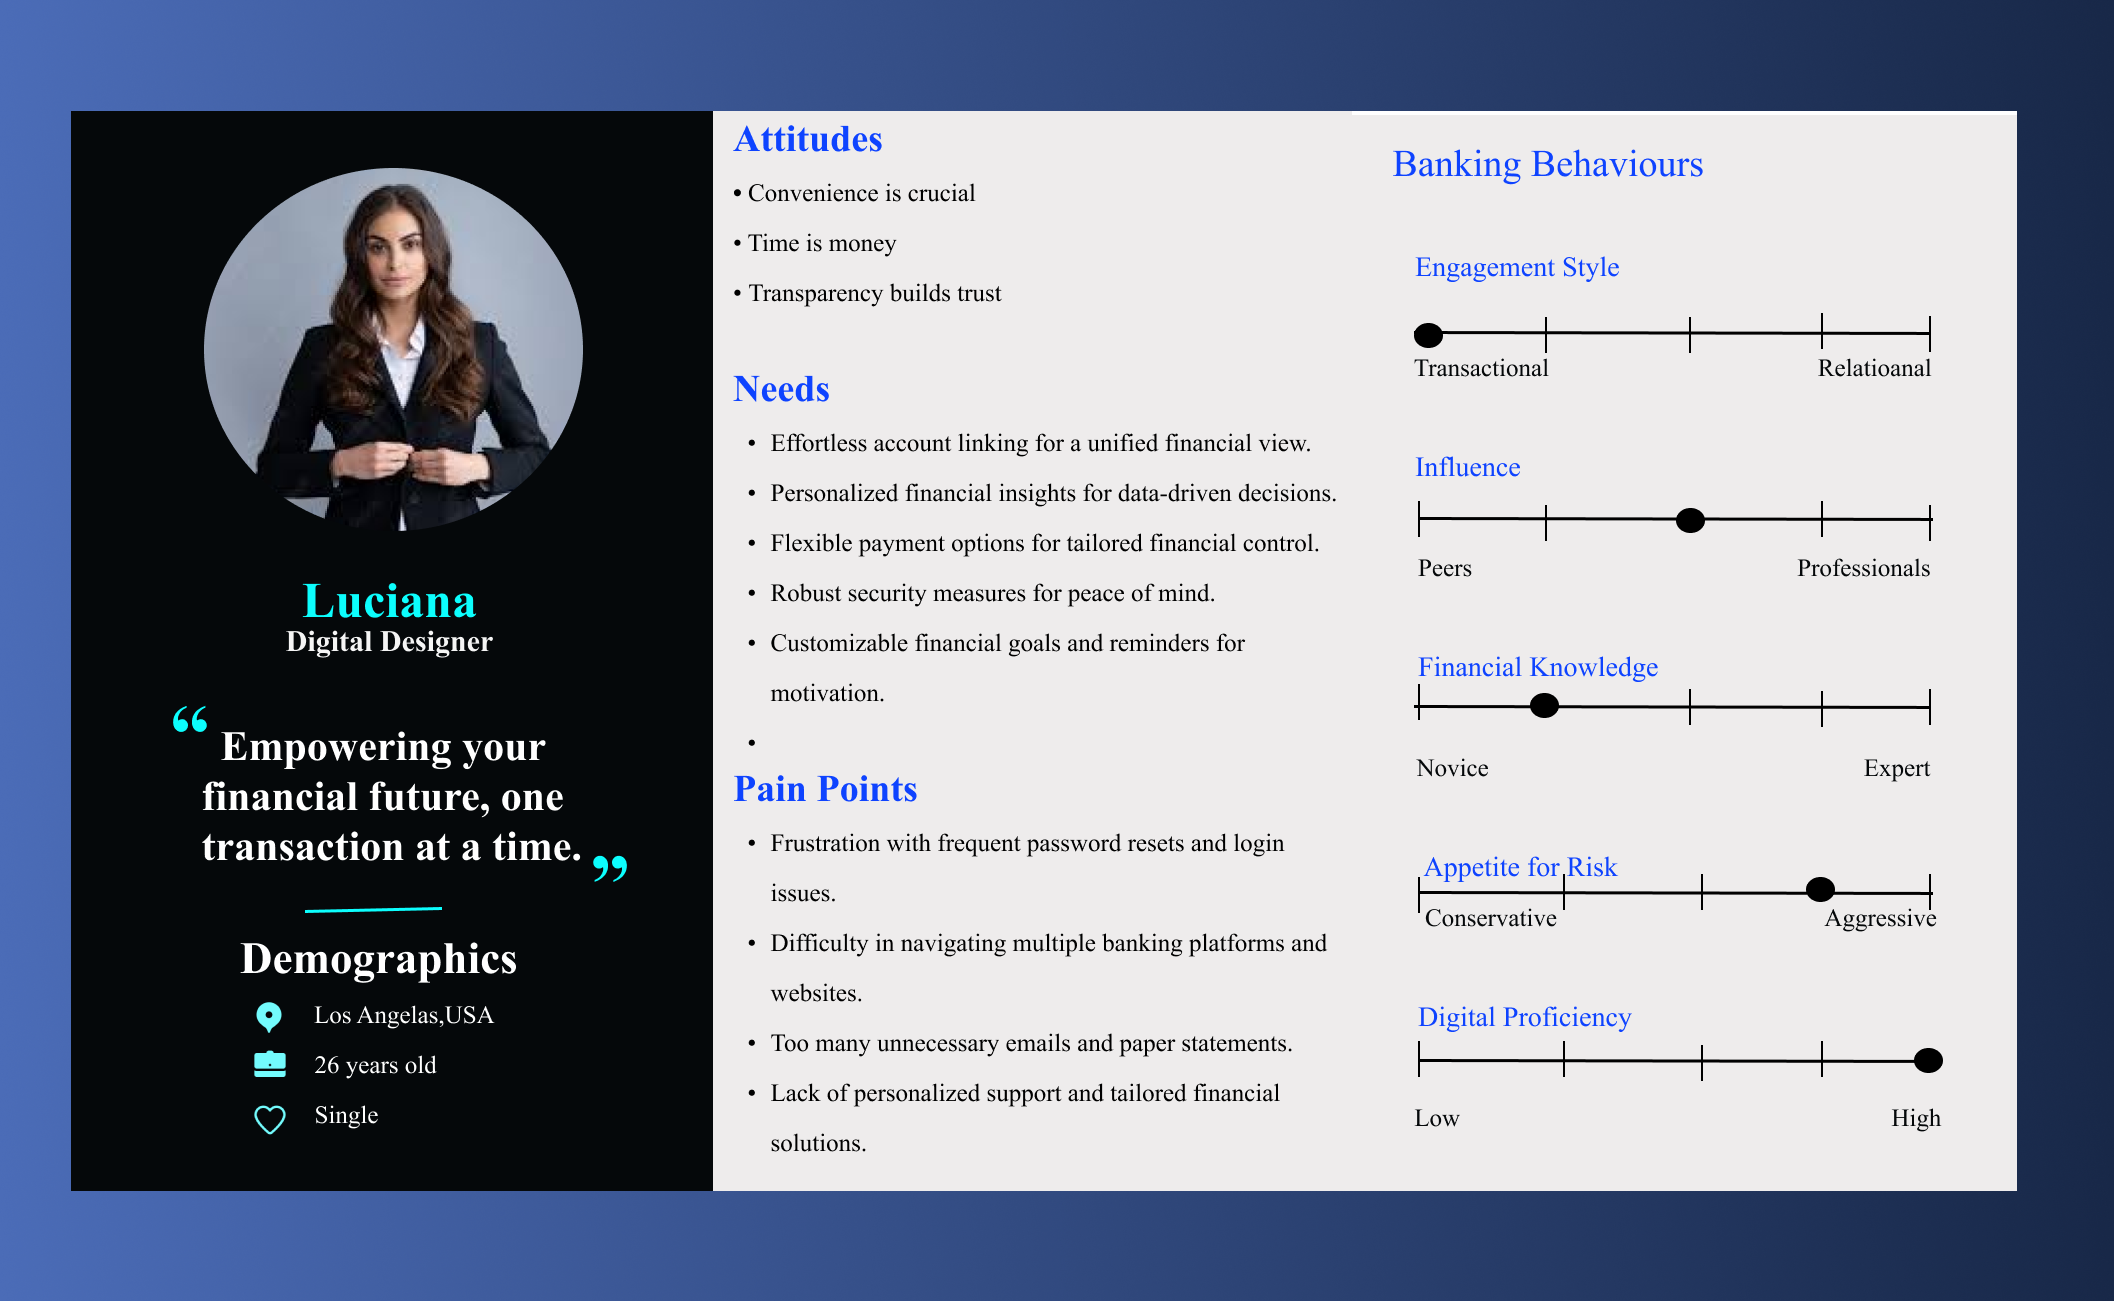 Luciana
Digital Designer
“ Empowering your
financial future, one
transaction at a time. ”
Demographics
Los Angelas,USA
26 years old
Single
Attitudes
• Convenience is crucial
• Time is money
• Transparency builds trust
Needs
• Effortless account linking for a unified financial view.
• Personalized financial insights for data-driven decisions.
• Flexible payment options for tailored financial control.
• Robust security measures for peace of mind.
• Customizable financial goals and reminders for
motivation.
•
Pain Points
• Frustration with frequent password resets and login
issues.
• Difficulty in navigating multiple banking platforms and
websites.
• Too many unnecessary emails and paper statements.
• Lack of personalized support and tailored financial
solutions.
Banking Behaviours
Engagement Style
Transactional Relatioanal
Influence
Peers Professionals
Financial Knowledge
Novice Expert
Appetite for Risk
Conservative Aggressive
Digital Proficiency
Low High